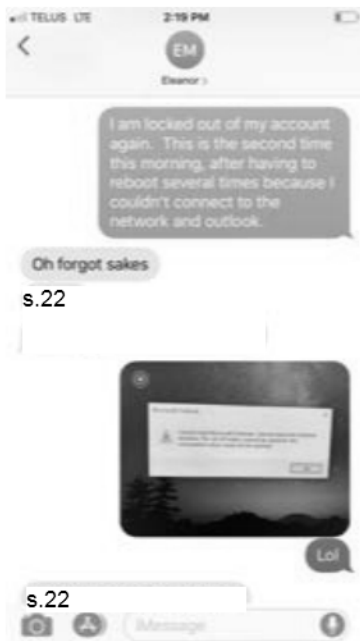 TELUS LTE 2:19 PM
EM
Eleanor >
I am locked out of my account
again. This is the second time
this morning, after having to
reboot several times because I
couldn't connect to the
network and outlook.
Oh forgot sakes
s.22
Lol
s.22
iMessage